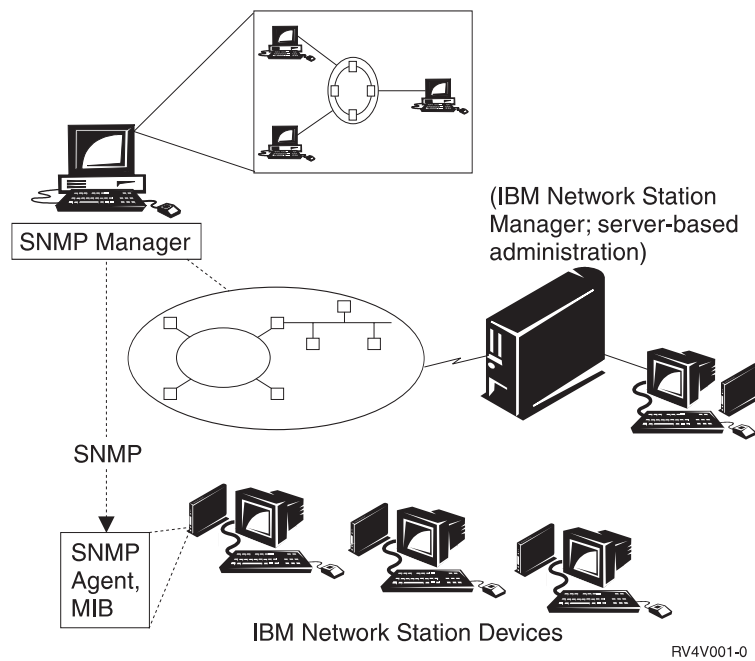 (IBM Network Station
Manager; server-based
administration)
SNMP Manager
SNMP
SNMP
Agent,
MIB
IBM Network Station Devices
RV4V001-0